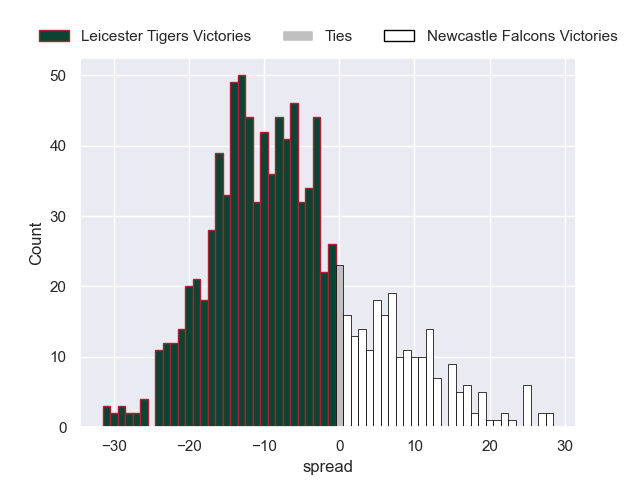 Leicester Tigers Victories Ties Newcastle Falcons Victories
50
40
30
20
10
0
Count
−30 −20 −10 0 10 20 30
spread